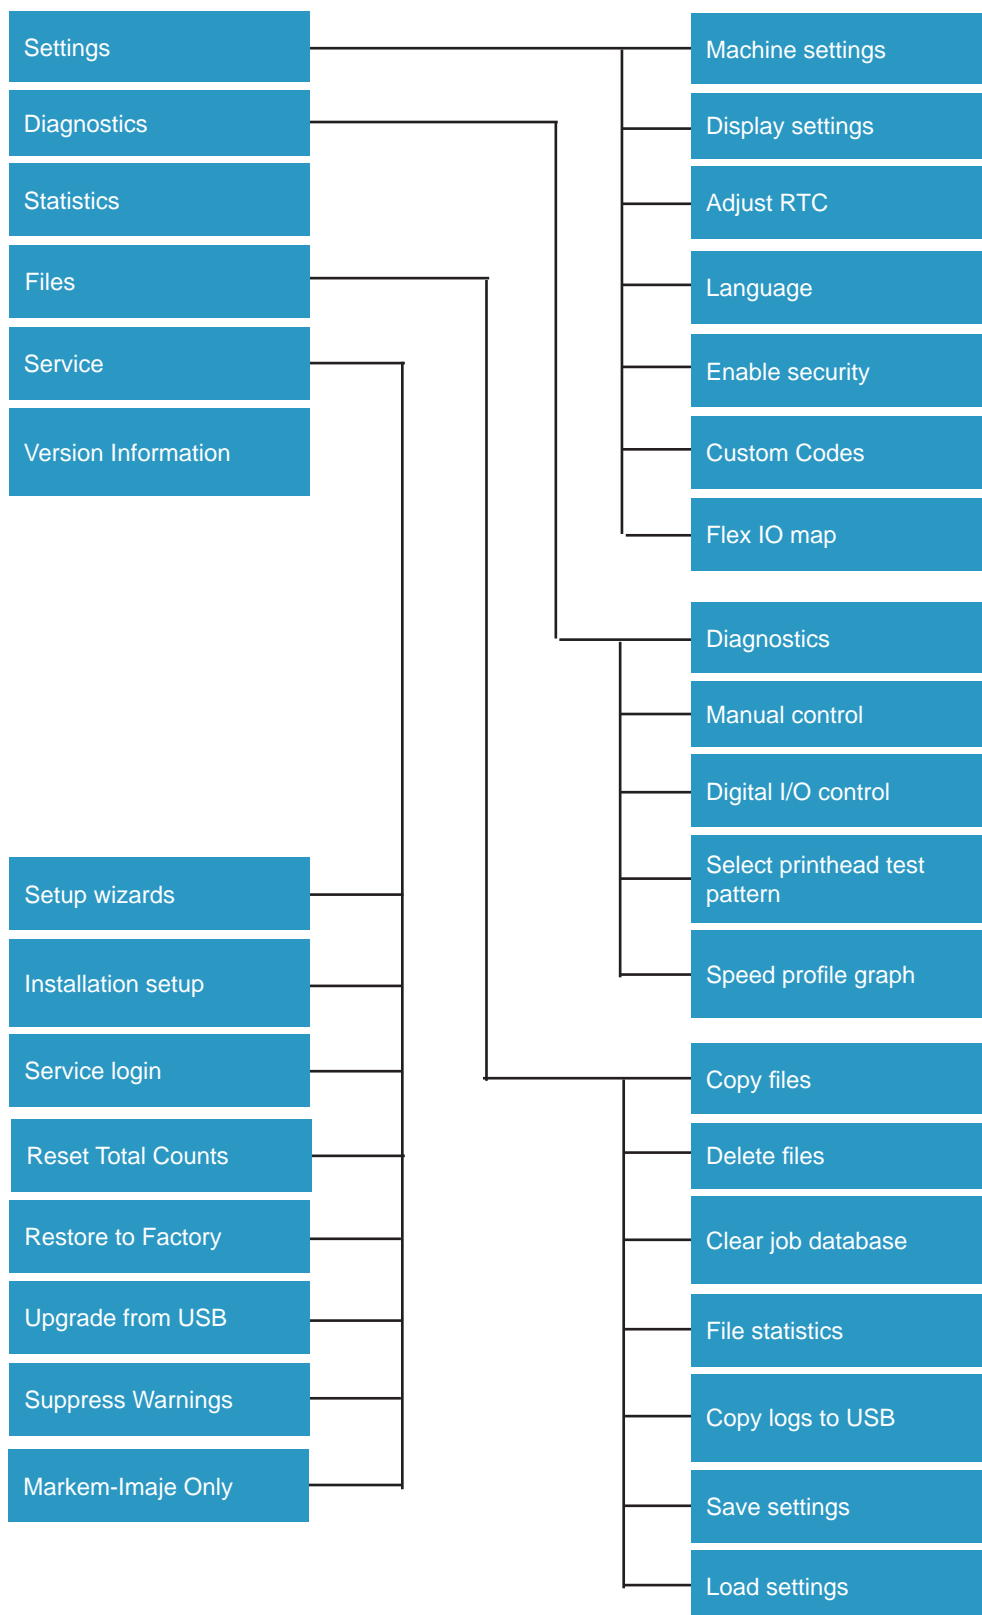 Settings
Diagnostics
Statistics
Files
Service
Version Information
Machine settings
Display settings
Adjust RTC
Language
Enable security
Custom Codes
Flex IO map
Diagnostics
Manual control
Digital I/O control
Select printhead test
pattern
Speed profile graph
Setup wizards
Installation setup
Service login
Reset Total Counts
Restore to Factory
Upgrade from USB
Suppress Warnings
Markem-Imaje Only
Copy files
Delete files
Clear job database
File statistics
Copy logs to USB
Save settings
Load settings